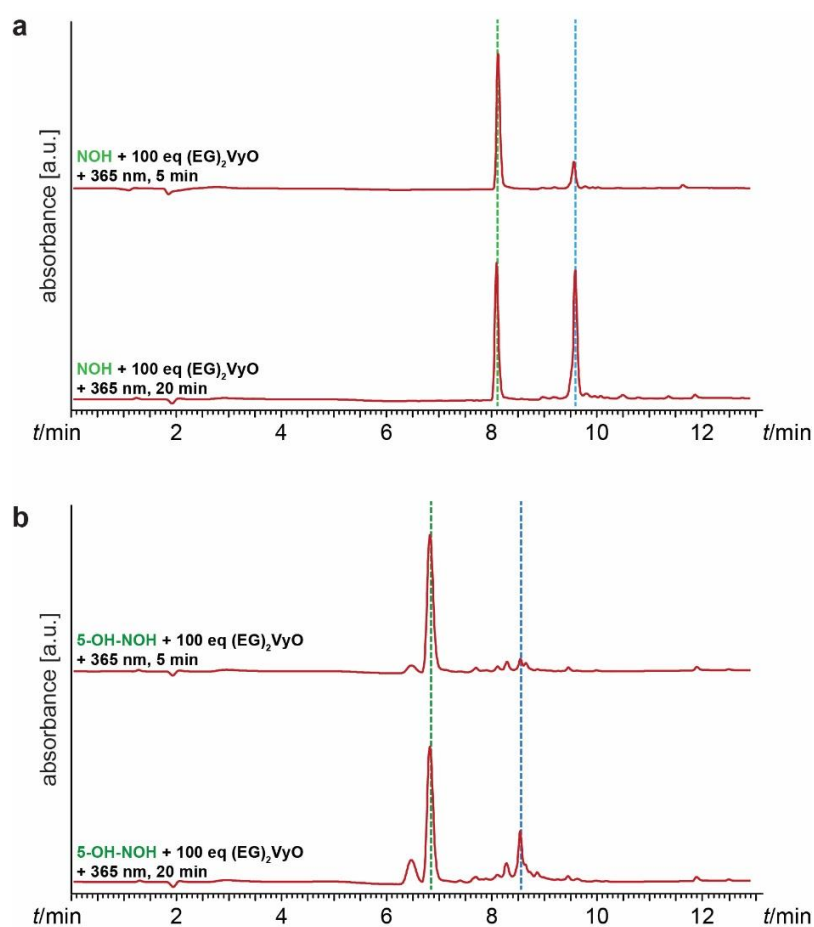 a
absorbance [a.u.]
NOH + 100 eq (EG)₂VyO
+ 365 nm, 5 min
NOH + 100 eq (EG)₂VyO
+ 365 nm, 20 min
t/min 2 4 6 8 10 12 t/min
b
absorbance [a.u.]
5-OH-NOH + 100 eq (EG)₂VyO
+ 365 nm, 5 min
5-OH-NOH + 100 eq (EG)₂VyO
+ 365 nm, 20 min
t/min 2 4 6 8 10 12 t/min